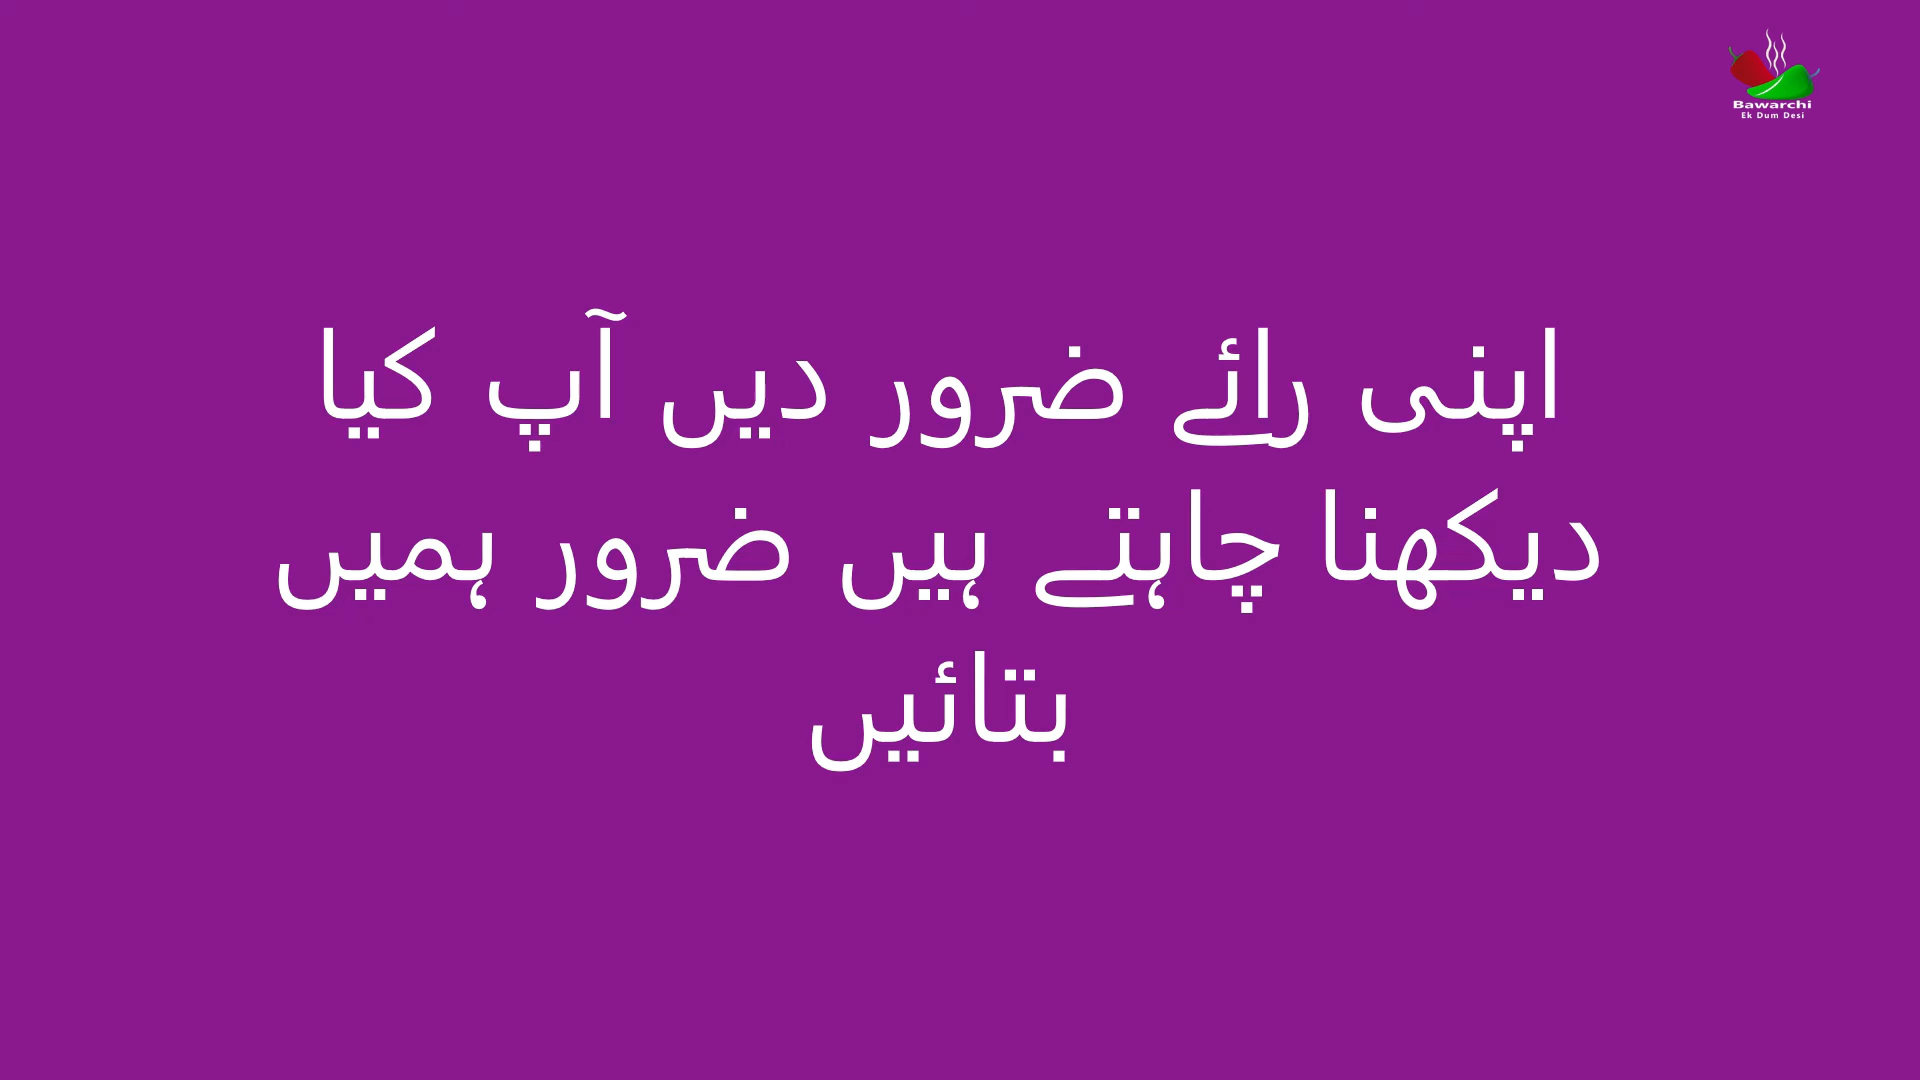 Bawarchi
Ek Dum Desi
اپنی رائے ضرور دیں آپ کیا
دیکھنا چاہتے ہیں ضرور ہمیں
بتائیں